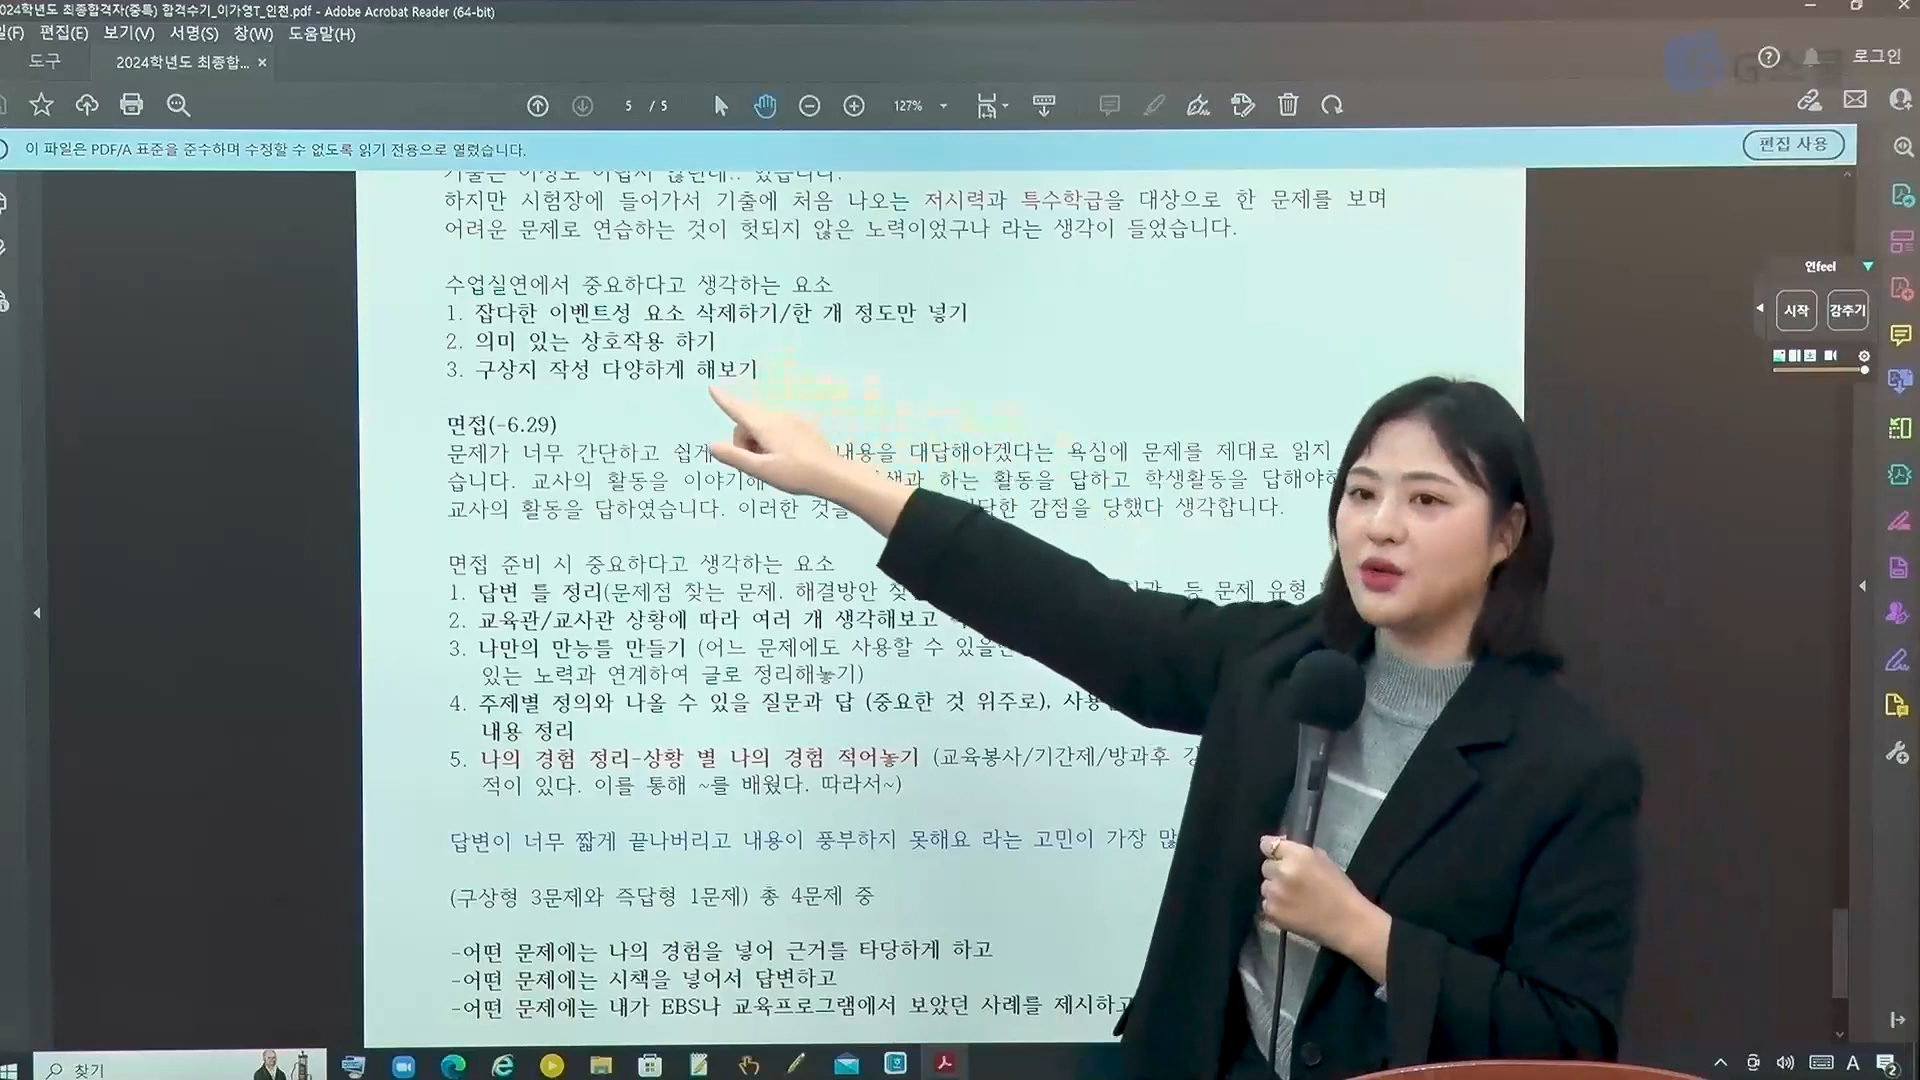 024학년도 최종합격자(중특) 합격수기_이가영T_인천.pdf - Adobe Acrobat Reader (64-bit)
일(F) 편집(E) 보기(V) 서명(S) 창(W) 도움말(H)
도구 2024학년도 최종합... ×
로그인
5 / 5 127%
이 파일은 PDF/A 표준을 준수하며 수정할 수 없도록 읽기 전용으로 열렸습니다.
편집 사용
하지만 시험장에 들어가서 기출에 처음 나오는 저시력과 특수학급을 대상으로 한 문제를 보며
어려운 문제로 연습하는 것이 헛되지 않은 노력이었구나 라는 생각이 들었습니다.
수업실연에서 중요하다고 생각하는 요소
1. 잡다한 이벤트성 요소 삭제하기/한 개 정도만 넣기
2. 의미 있는 상호작용 하기
3. 구상지 작성 다양하게 해보기
면접(-6.29)
문제가 너무 간단하고 쉽게 내용을 대답해야겠다는 욕심에 문제를 제대로 읽지
습니다. 교사의 활동을 하는 활동을 답하고 학생활동을
교사의 활동을 답하였습니다. 이러한 감점을 당했다 생각합니다.
면접 준비 시 중요하다고 생각하는 요소
1. 답변 틀 정리(문제점 찾는 문제. 해결방안 등 문제 유형
2. 교육관/교사관 상황에 따라 여러 개 생각해보고
3. 나만의 만능틀 만들기 (어느 문제에도 사용할 수
있는 노력과 연계하여 글로 정리해놓기)
4. 주제별 정의와 나올 수 있을 질문과 답 (중요한 것 위주로),
내용 정리
5. 나의 경험 정리-상황 별 나의 경험 적어놓기 (교육봉사/기간제/방과후
적이 있다. 이를 통해 ~를 배웠다. 따라서~)
답변이 너무 짧게 끝나버리고 내용이 풍부하지 못해요 라는 고민이 가장
(구상형 3문제와 즉답형 1문제) 총 4문제 중
-어떤 문제에는 나의 경험을 넣어 근거를 타당하게 하고
-어떤 문제에는 시책을 넣어서 답변하고
-어떤 문제에는 내가 EBS나 교육프로그램에서 보았던 사례를 제시하고
인feel
시작 감추기
찾기
A
2